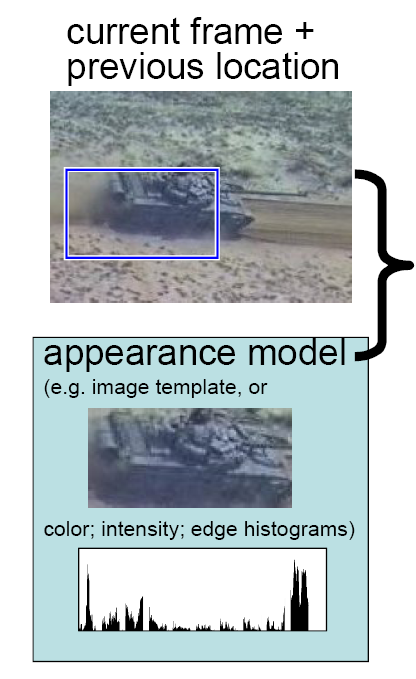 current frame +
previous location
appearance model
(e.g. image template, or
color; intensity; edge histograms)